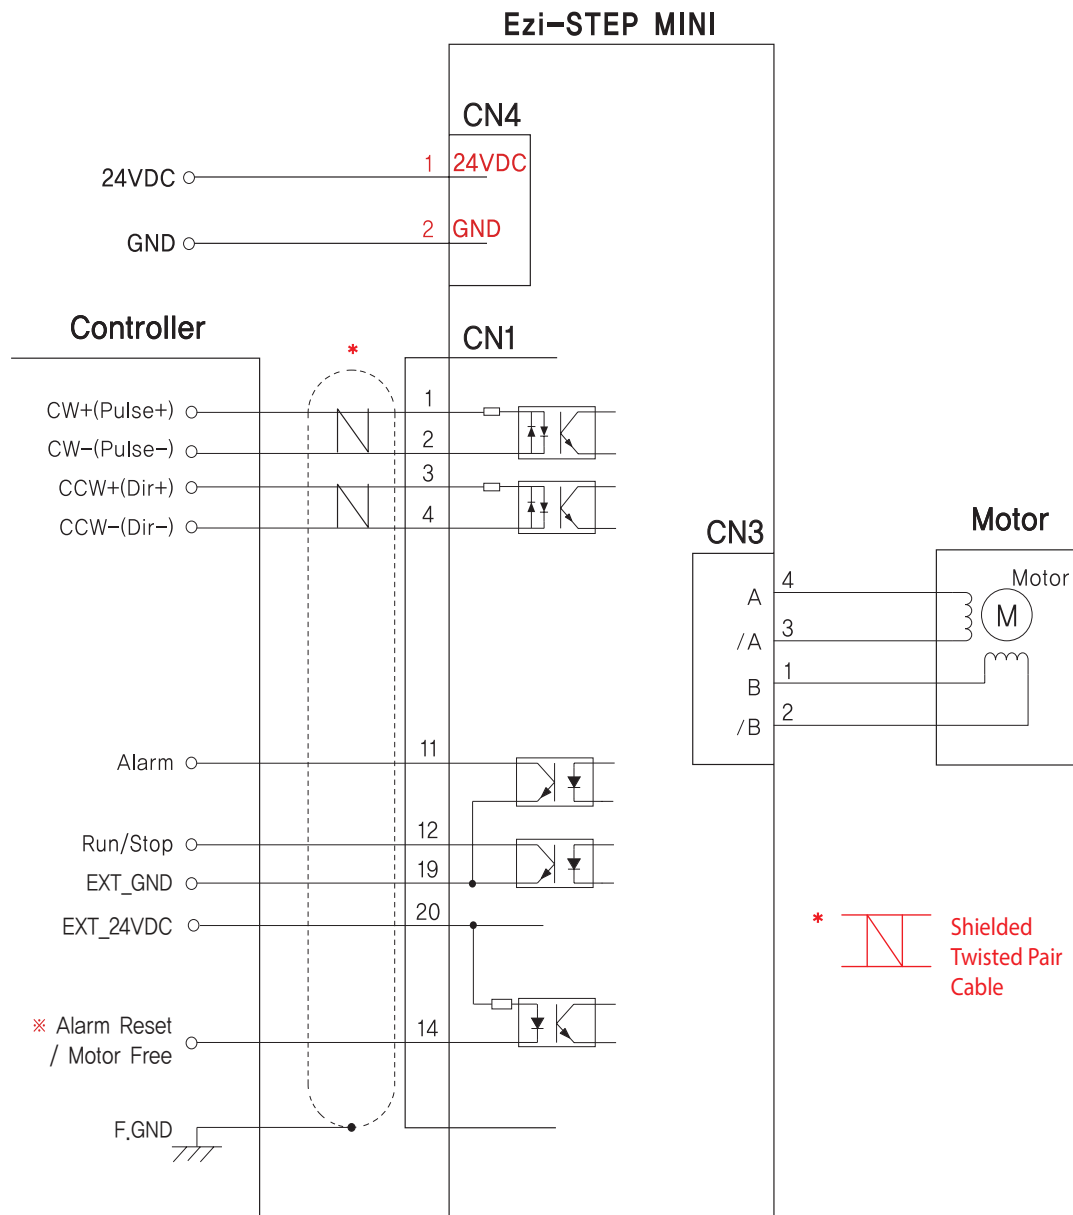 Ezi-STEP MINI
CN4
24VDC
1
24VDC
GND
2
GND
Controller
*
CN1
CW+(Pulse+)
1
CW-(Pulse-)
2
CCW+(Dir+)
3
CCW-(Dir-)
4
CN3
Motor
A
4
Motor
M
/A
3
B
1
/B
2
Alarm
11
Run/Stop
12
EXT_GND
19
EXT_24VDC
20
* Shielded
Twisted Pair
Cable
※ Alarm Reset
/ Motor Free
14
F.GND